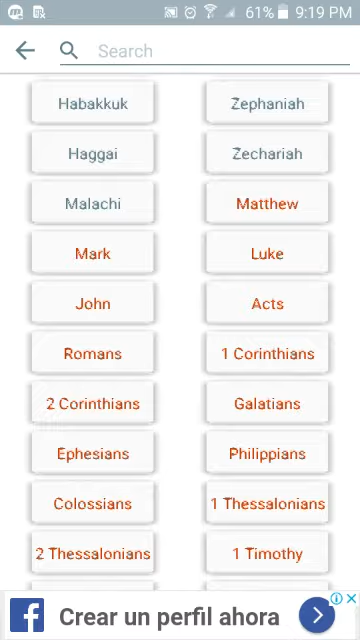 61% 9:19 PM
Search
Habakkuk Zephaniah
Haggai Zechariah
Malachi Matthew
Mark Luke
John Acts
Romans 1 Corinthians
2 Corinthians Galatians
Ephesians Philippians
Colossians 1 Thessalonians
2 Thessalonians 1 Timothy
Crear un perfil ahora